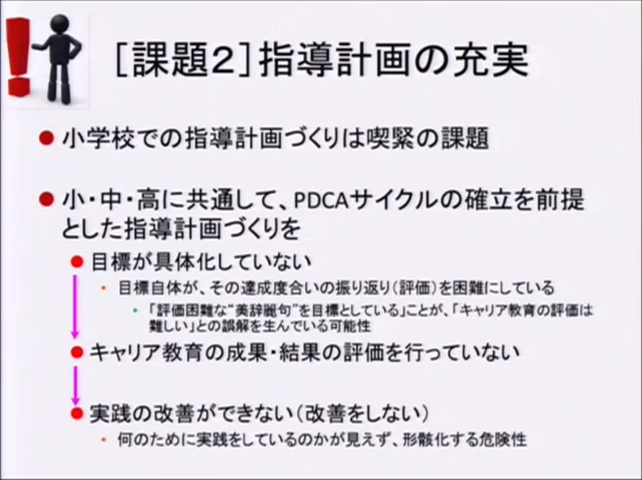 ［課題２］指導計画の充実
● 小学校での指導計画づくりは喫緊の課題
● 小・中・高に共通して、PDCAサイクルの確立を前提
とした指導計画づくりを
● 目標が具体化していない
• 目標自体が、その達成度合いの振り返り（評価）を困難にしている
• 「評価困難な“美辞麗句”を目標としている」ことが、「キャリア教育の評価は
難しい」との誤解を生んでいる可能性
● キャリア教育の成果・結果の評価を行っていない
● 実践の改善ができない（改善をしない）
• 何のために実践をしているのかが見えず、形骸化する危険性